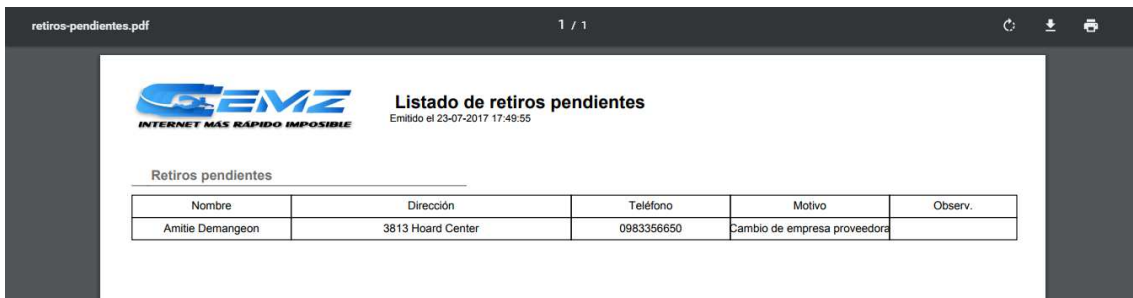 retiros-pendientes.pdf 1 / 1
GEMZ
INTERNET MÁS RÁPIDO IMPOSIBLE
Listado de retiros pendientes
Emitido el 23-07-2017 17:49:55
Retiros pendientes
Nombre Dirección Teléfono Motivo Observ.
Amitie Demangeon 3813 Hoard Center 0983356650 Cambio de empresa proveedora